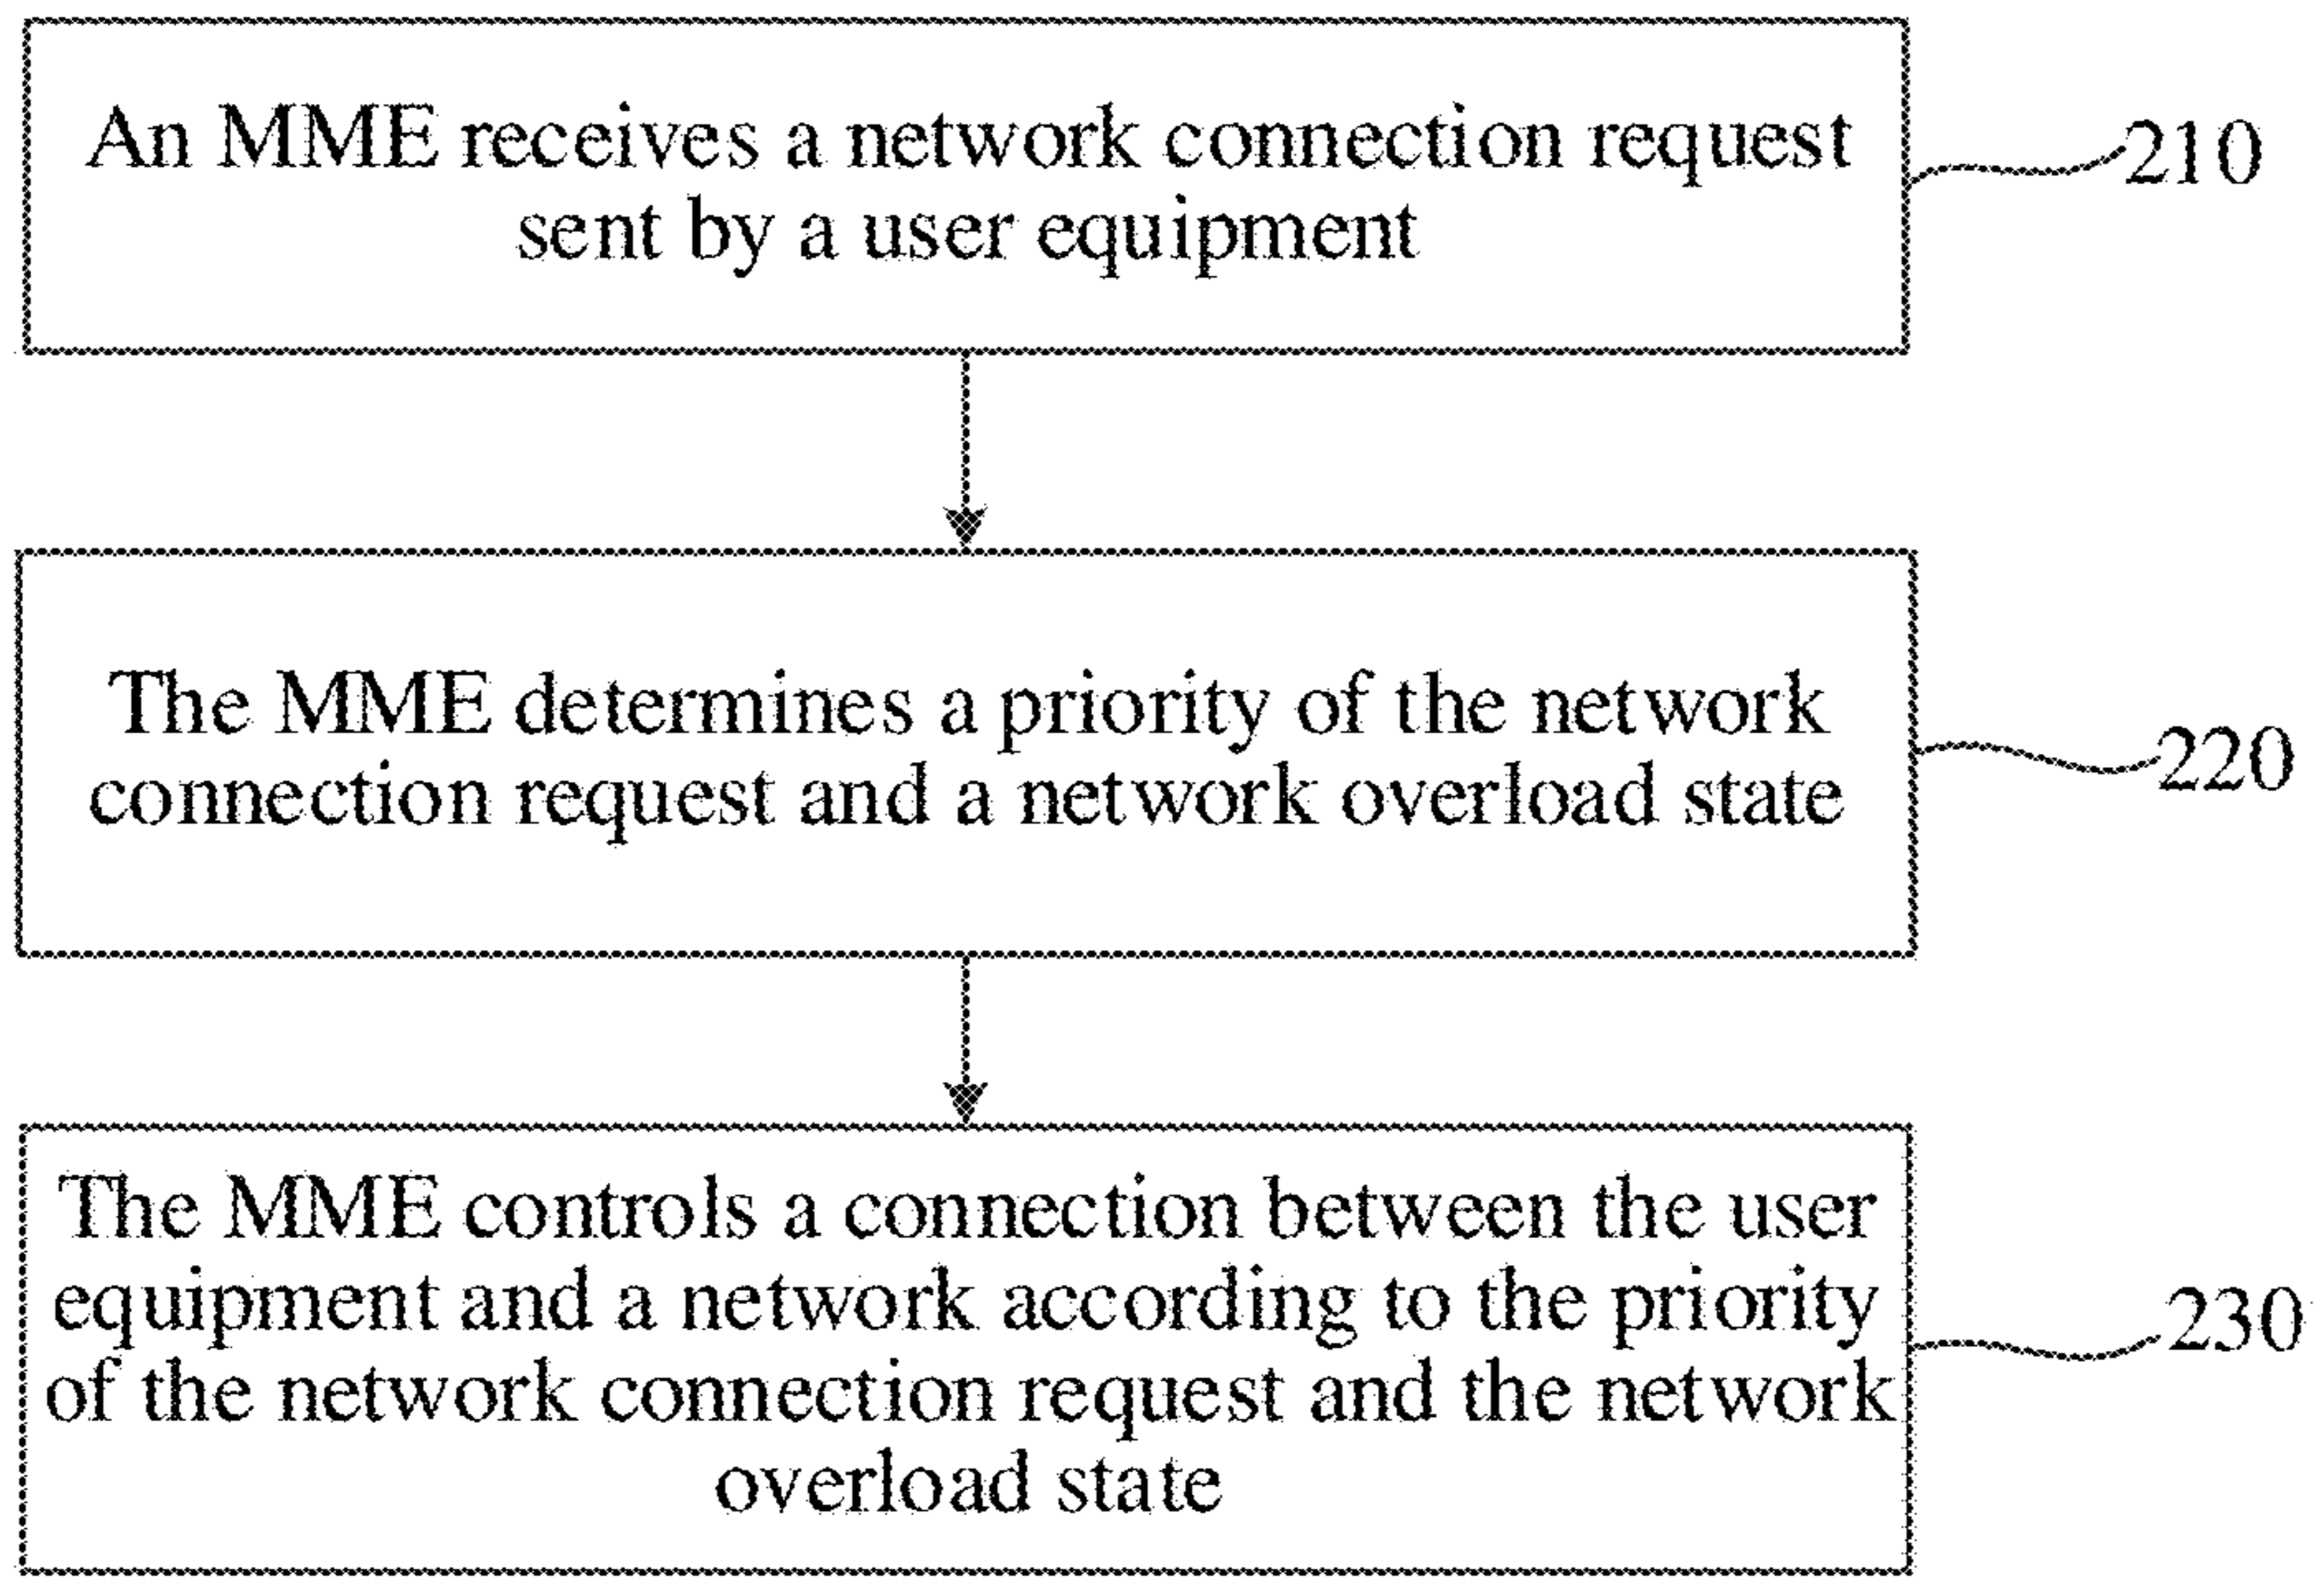 An MME receives a network connection request
sent by a user equipment
210
The MME determines a priority of the network
connection request and a network overload state
220
The MME controls a connection between the user
equipment and a network according to the priority
of the network connection request and the network
overload state
230